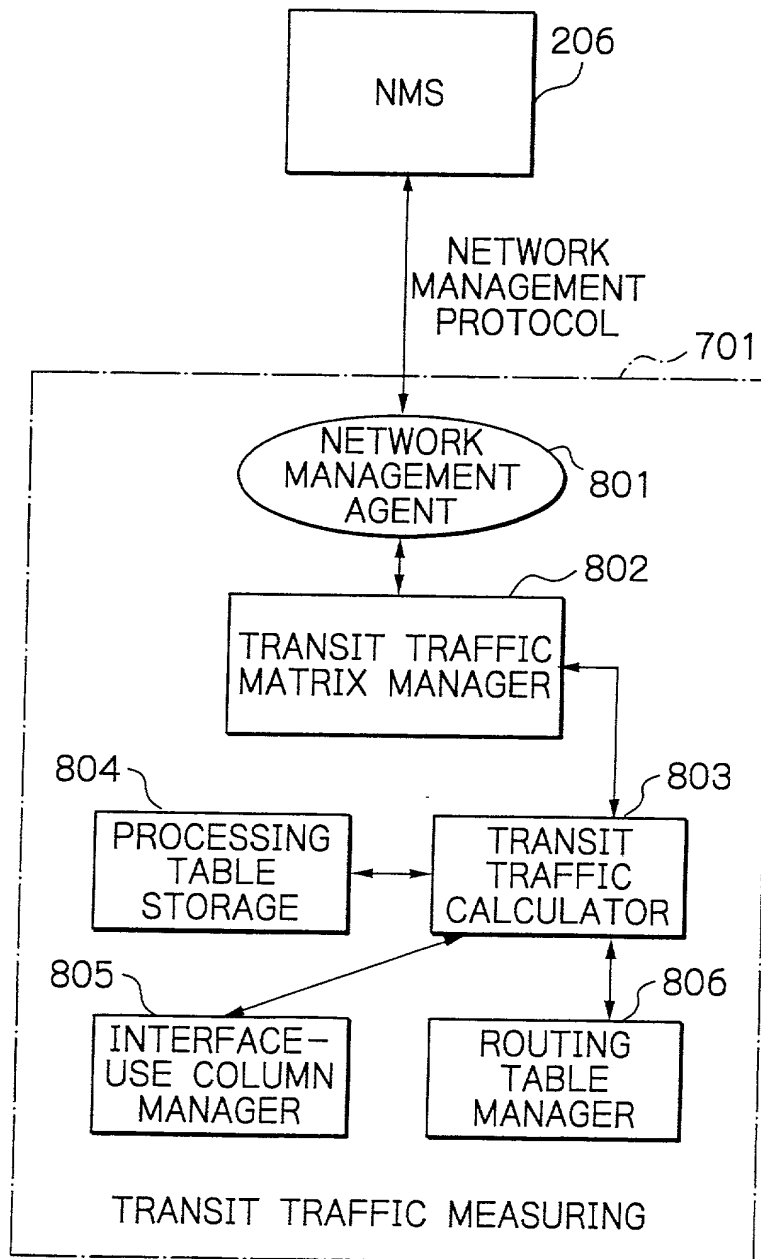 206
NMS
NETWORK
MANAGEMENT
PROTOCOL
701
NETWORK
MANAGEMENT
AGENT
801
802
TRANSIT TRAFFIC
MATRIX MANAGER
804
803
PROCESSING
TABLE
STORAGE
TRANSIT
TRAFFIC
CALCULATOR
805
806
INTERFACE-
USE COLUMN
MANAGER
ROUTING
TABLE
MANAGER
TRANSIT TRAFFIC MEASURING